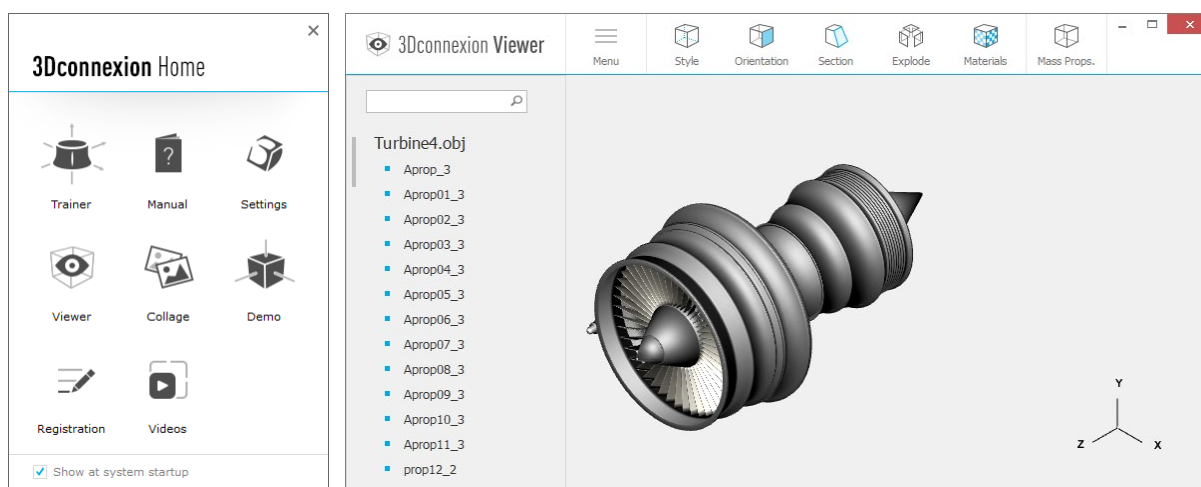 3Dconnexion Home
Trainer
Manual
Settings
Viewer
Collage
Demo
Registration
Videos
Show at system startup
3Dconnexion Viewer
Menu
Style
Orientation
Section
Explode
Materials
Mass Props.
Turbine4.obj
Aprop_3
Aprop01_3
Aprop02_3
Aprop03_3
Aprop04_3
Aprop05_3
Aprop06_3
Aprop07_3
Aprop08_3
Aprop09_3
Aprop10_3
Aprop11_3
prop12_2
Y
Z
X